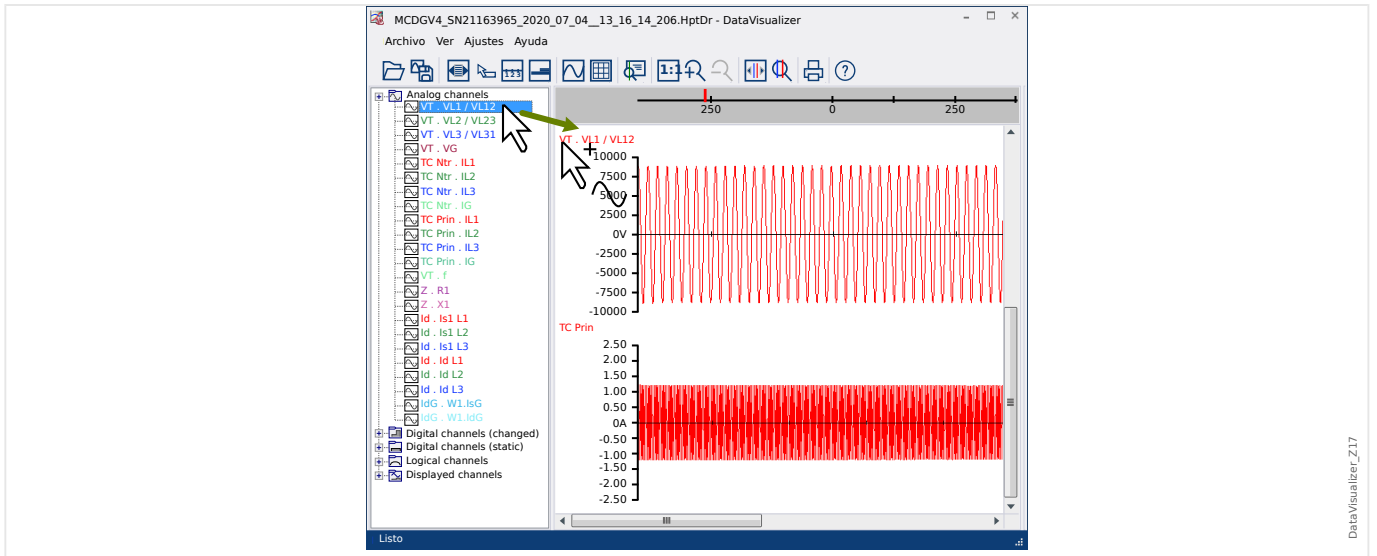 MCDGV4_SN21163965_2020_07_04__13_16_14_206.HptDr - DataVisualizer
Archivo Ver Ajustes Ayuda
123
1:1
?
Analog channels
VT . VL1 / VL12
VT . VL2 / VL23
VT . VL3 / VL31
VT . VG
TC Ntr . IL1
TC Ntr . IL2
TC Ntr . IL3
TC Ntr . IG
TC Prin . IL1
TC Prin . IL2
TC Prin . IL3
TC Prin . IG
VT . f
Z . R1
Z . X1
Id . Is1 L1
Id . Is1 L2
Id . Is1 L3
Id . Id L1
Id . Id L2
Id . Id L3
IdG . W1.IsG
IdG . W1.IdG
Digital channels (changed)
Digital channels (static)
Logical channels
Displayed channels
250 0 250
VT . VL1 / VL12
10000
7500
5000
2500
0V
-2500
-5000
-7500
-10000
TC Prin
2.50
2.00
1.50
1.00
0.50
0A
-0.50
-1.00
-1.50
-2.00
-2.50
Listo
DataVisualizer_Z17